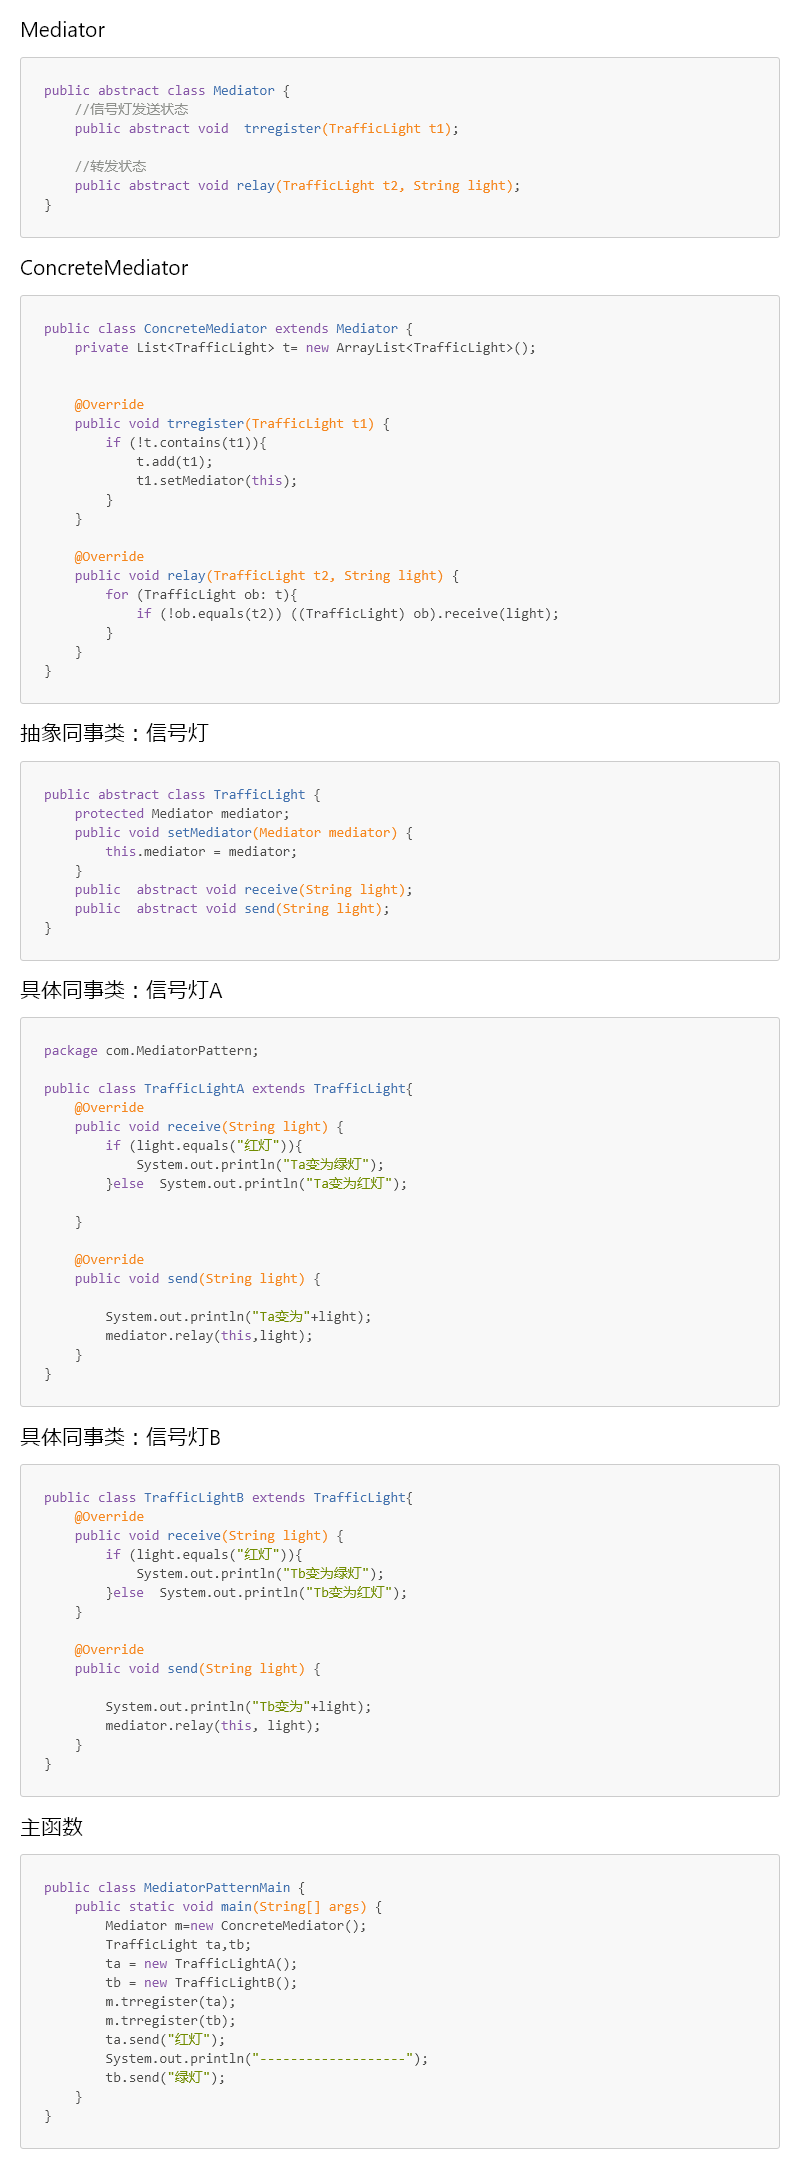 Mediator
public abstract class Mediator {
    //信号灯发送状态
    public abstract void  trregister(TrafficLight t1);
    //转发状态
    public abstract void relay(TrafficLight t2, String light);
}
ConcreteMediator
public class ConcreteMediator extends Mediator {
    private List<TrafficLight> t= new ArrayList<TrafficLight>();
    @Override
    public void trregister(TrafficLight t1) {
        if (!t.contains(t1)){
            t.add(t1);
            t1.setMediator(this);
        }
    }
    @Override
    public void relay(TrafficLight t2, String light) {
        for (TrafficLight ob: t){
            if (!ob.equals(t2)) ((TrafficLight) ob).receive(light);
        }
    }
}
抽象同事类：信号灯
public abstract class TrafficLight {
    protected Mediator mediator;
    public void setMediator(Mediator mediator) {
        this.mediator = mediator;
    }
    public  abstract void receive(String light);
    public  abstract void send(String light);
}
具体同事类：信号灯A
package com.MediatorPattern;
public class TrafficLightA extends TrafficLight{
    @Override
    public void receive(String light) {
        if (light.equals("红灯")){
            System.out.println("Ta变为绿灯");
        }else  System.out.println("Ta变为红灯");
    }
    @Override
    public void send(String light) {
        System.out.println("Ta变为"+light);
        mediator.relay(this,light);
    }
}
具体同事类：信号灯B
public class TrafficLightB extends TrafficLight{
    @Override
    public void receive(String light) {
        if (light.equals("红灯")){
            System.out.println("Tb变为绿灯");
        }else  System.out.println("Tb变为红灯");
    }
    @Override
    public void send(String light) {
        System.out.println("Tb变为"+light);
        mediator.relay(this, light);
    }
}
主函数
public class MediatorPatternMain {
    public static void main(String[] args) {
        Mediator m=new ConcreteMediator();
        TrafficLight ta,tb;
        ta = new TrafficLightA();
        tb = new TrafficLightB();
        m.trregister(ta);
        m.trregister(tb);
        ta.send("红灯");
        System.out.println("-------------------");
        tb.send("绿灯");
    }
}